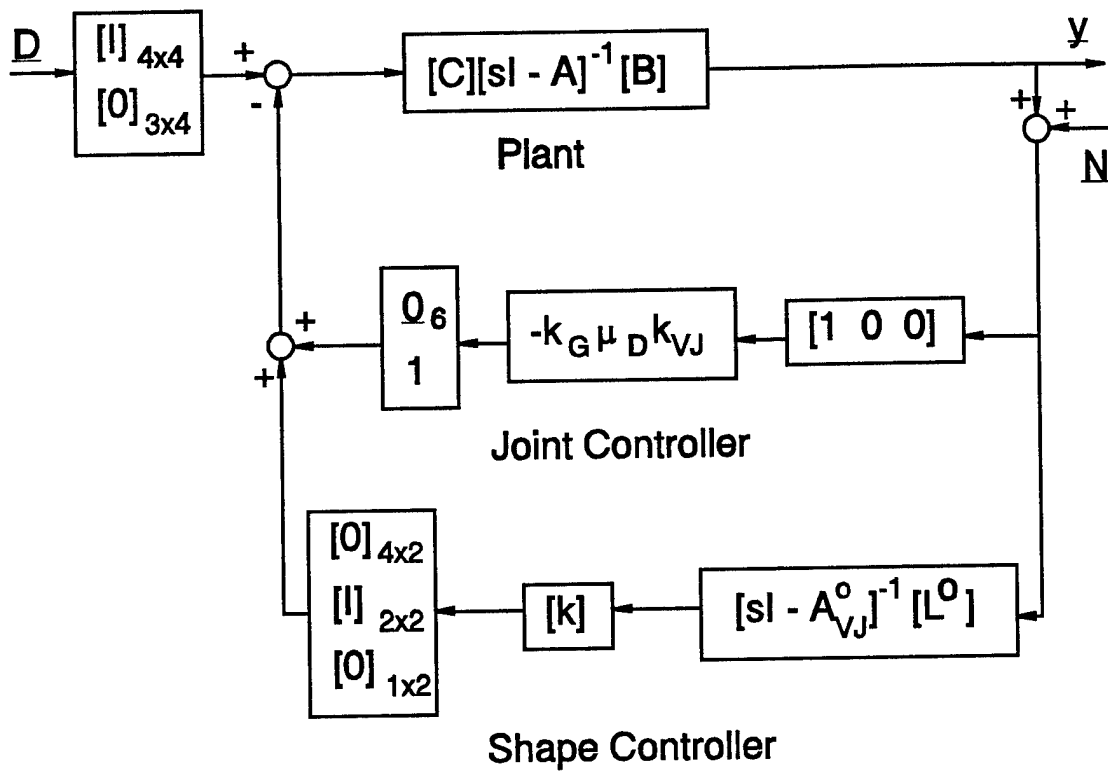 D
[I] 4x4
[0] 3x4
+
-
[C][sI - A]^-1 [B]
Plant
y
+
+
N
0 6
1
-k G μ D k VJ
[1 0 0]
+
+
Joint Controller
[0] 4x2
[I] 2x2
[0] 1x2
[k]
[sI - A^o_VJ]^-1 [L^o]
Shape Controller